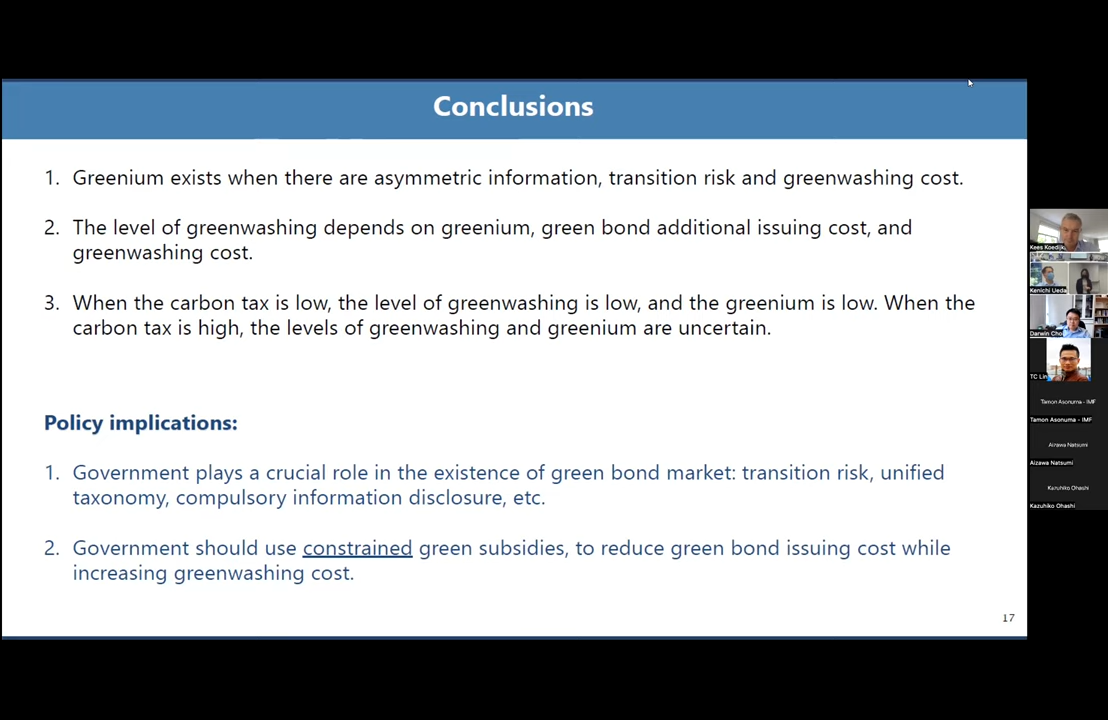 Conclusions
1. Greenium exists when there are asymmetric information, transition risk and greenwashing cost.
2. The level of greenwashing depends on greenium, green bond additional issuing cost, and
greenwashing cost.
3. When the carbon tax is low, the level of greenwashing is low, and the greenium is low. When the
carbon tax is high, the levels of greenwashing and greenium are uncertain.
Policy implications:
1. Government plays a crucial role in the existence of green bond market: transition risk, unified
taxonomy, compulsory information disclosure, etc.
2. Government should use constrained green subsidies, to reduce green bond issuing cost while
increasing greenwashing cost.
17
Kees Koedijk
Kenichi Ueda
Darwin Cho
TC Lin
Tamon Asonuma - IMF
Tamon Asonuma - IMF
Aizawa Natsumi
Aizawa Natsumi
Kazuhiko Ohashi
Kazuhiko Ohashi